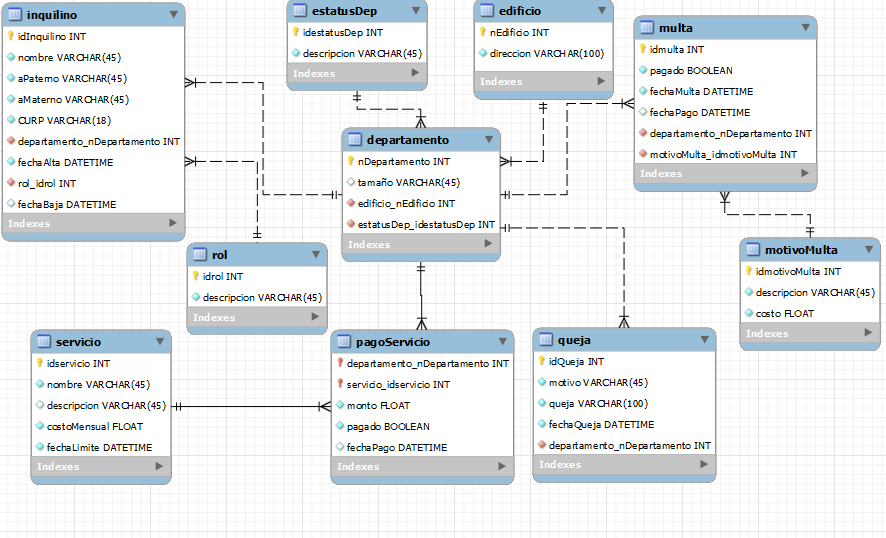 inquilino
idInquilino INT
nombre VARCHAR(45)
aPaterno VARCHAR(45)
aMaterno VARCHAR(45)
CURP VARCHAR(18)
departamento_nDepartamento INT
fechaAlta DATETIME
rol_idrol INT
fechaBaja DATETIME
Indexes
estatusDep
idestatusDep INT
descripcion VARCHAR(45)
Indexes
edificio
nEdificio INT
direccion VARCHAR(100)
Indexes
multa
idmulta INT
pagado BOOLEAN
fechaMulta DATETIME
fechaPago DATETIME
departamento_nDepartamento INT
motivoMulta_idmotivoMulta INT
Indexes
departamento
nDepartamento INT
tamaño VARCHAR(45)
edificio_nEdificio INT
estatusDep_idestatusDep INT
Indexes
rol
idrol INT
descripcion VARCHAR(45)
Indexes
motivoMulta
idmotivoMulta INT
descripcion VARCHAR(45)
costo FLOAT
Indexes
servicio
idservicio INT
nombre VARCHAR(45)
descripcion VARCHAR(45)
costoMensual FLOAT
fechaLimite DATETIME
Indexes
pagoServicio
departamento_nDepartamento INT
servicio_idservicio INT
monto FLOAT
pagado BOOLEAN
fechaPago DATETIME
Indexes
queja
idQueja INT
motivo VARCHAR(45)
queja VARCHAR(100)
fechaQueja DATETIME
departamento_nDepartamento INT
Indexes